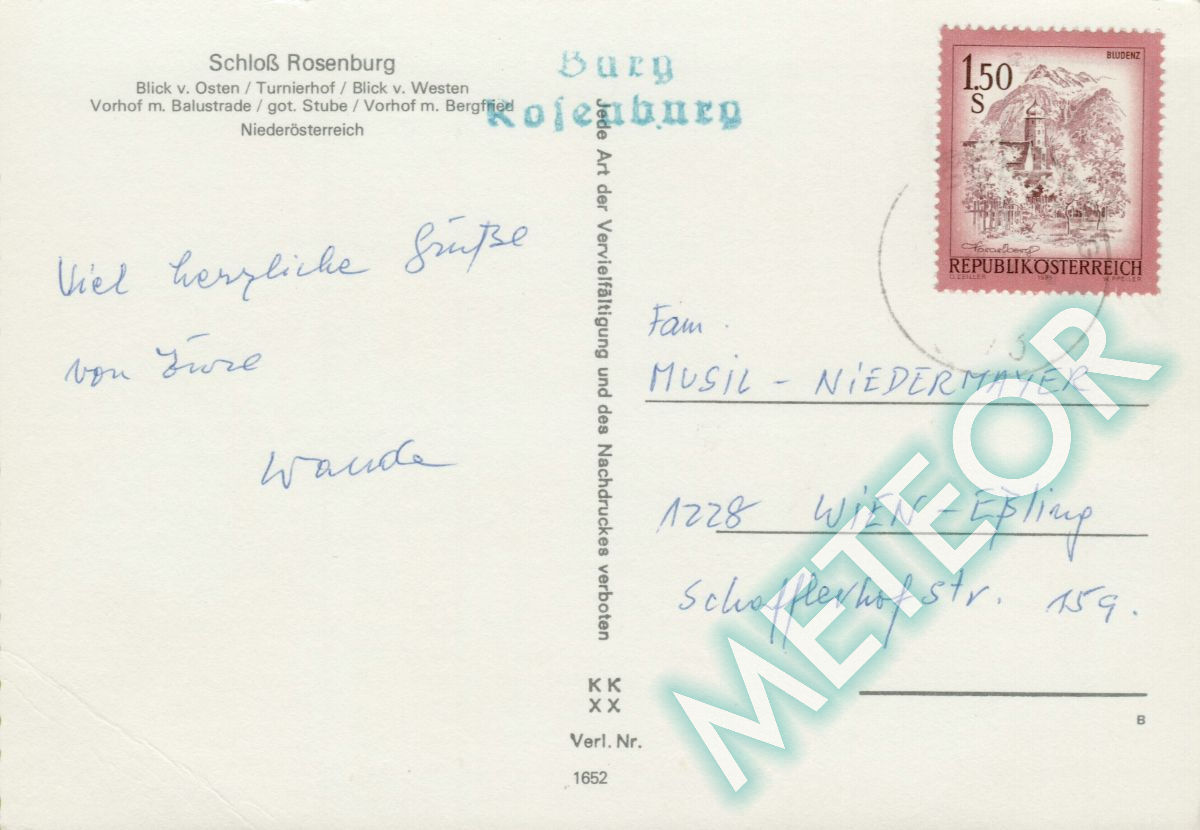 Schloß Rosenburg
Blick v. Osten / Turnierhof / Blick v. Westen
Vorhof m. Balustrade / got. Stube / Vorhof m. Bergfried
Niederösterreich
Burg
Rosenburg
BLUDENZ
1.50
S
Vorarlberg
REPUBLIK ÖSTERREICH
Viel herzliche Grüße
von Eure
Wanda
Jede Art der Vervielfältigung und des Nachdruckes verboten
Fam.
MUSIL - NiEDERMAYER
1228 WiEN - Eßling
Schafflerhofstr. 159.
KK
XX
Verl. Nr.
1652
B
METEOR